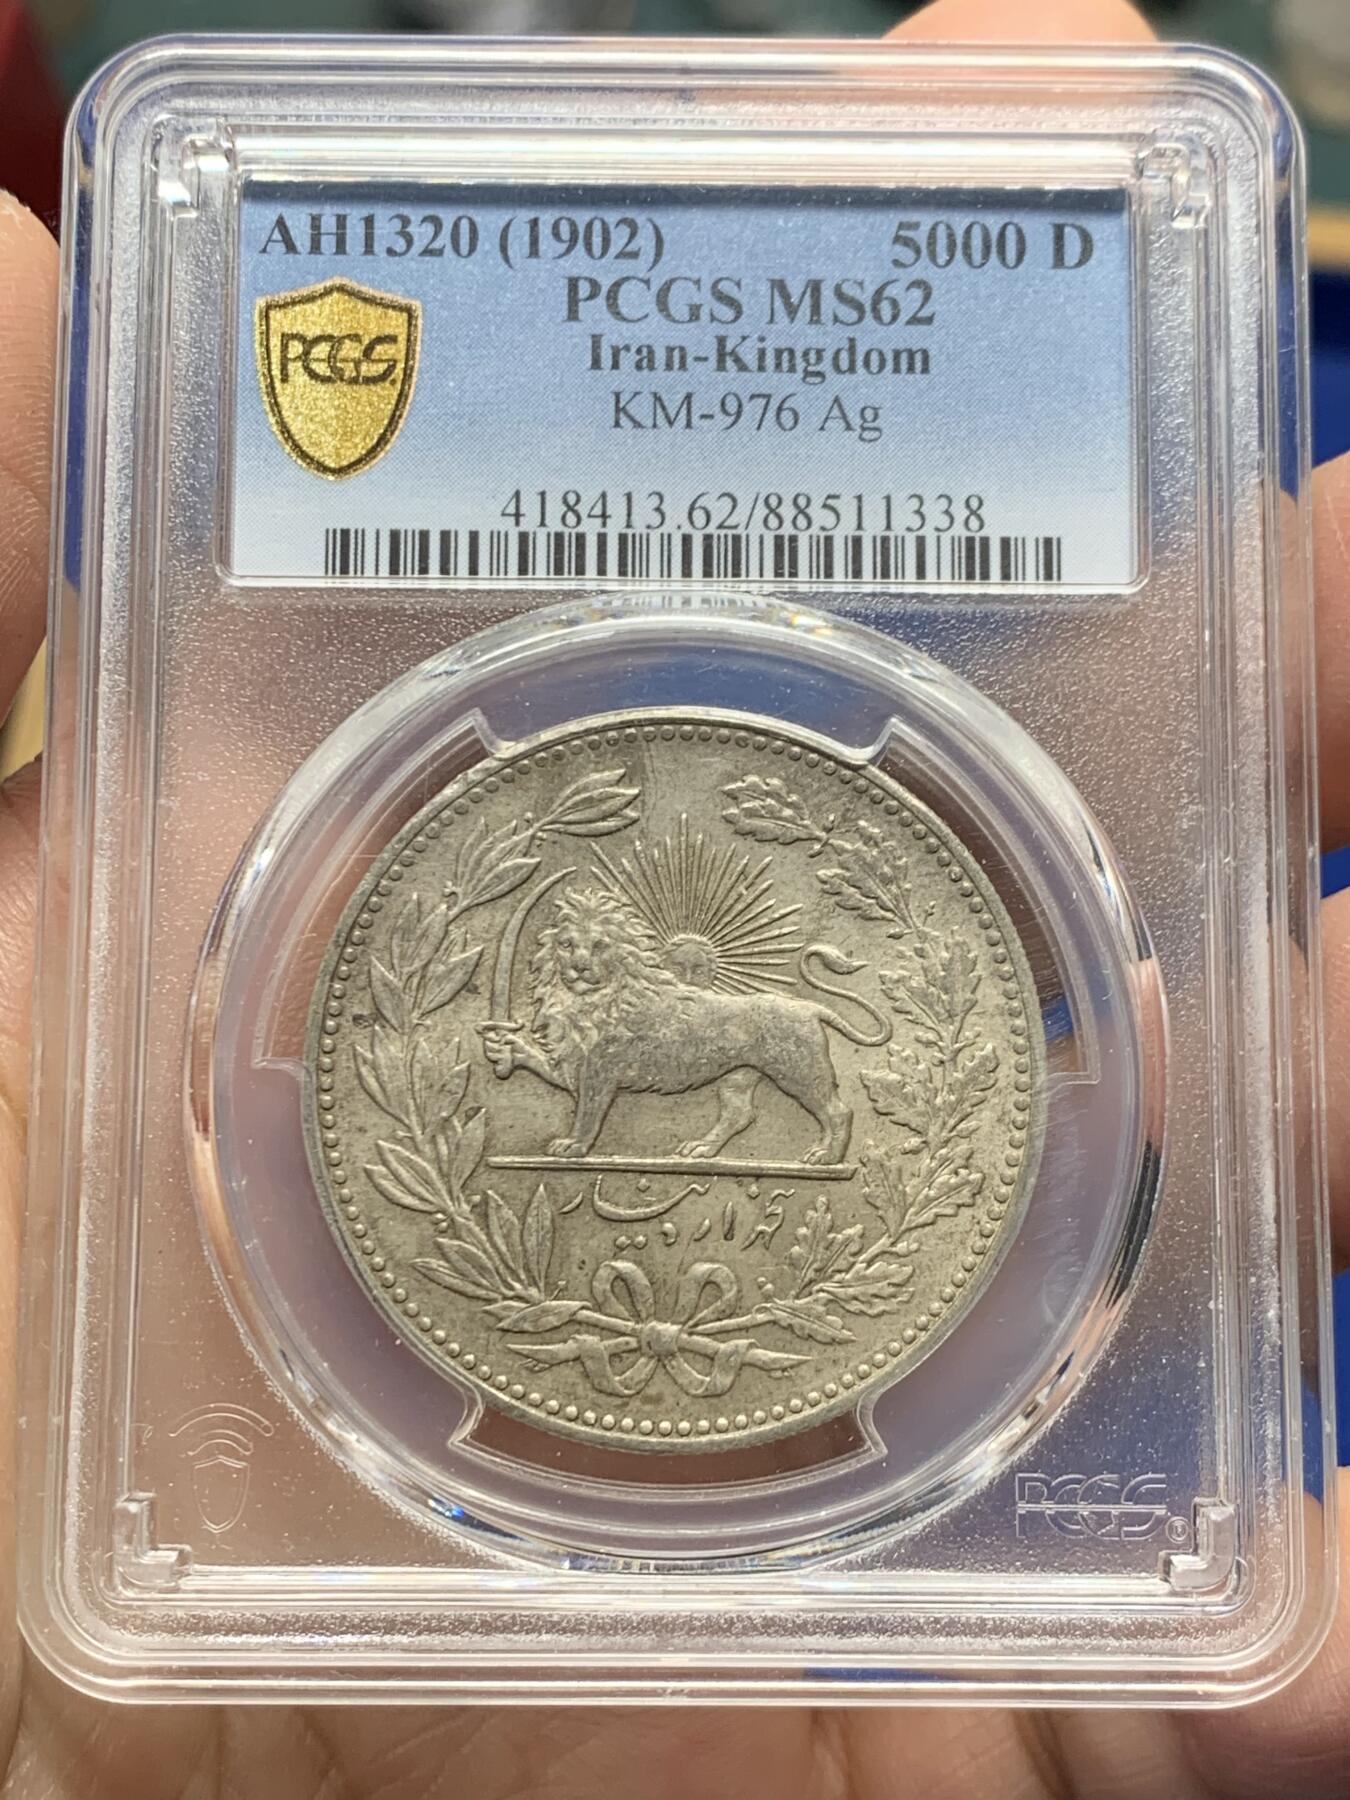 AH1320 (1902) 5000 D
PCGS MS62
Iran-Kingdom
KM-976 Ag
PCGS
418413.62/88511338
PCGS